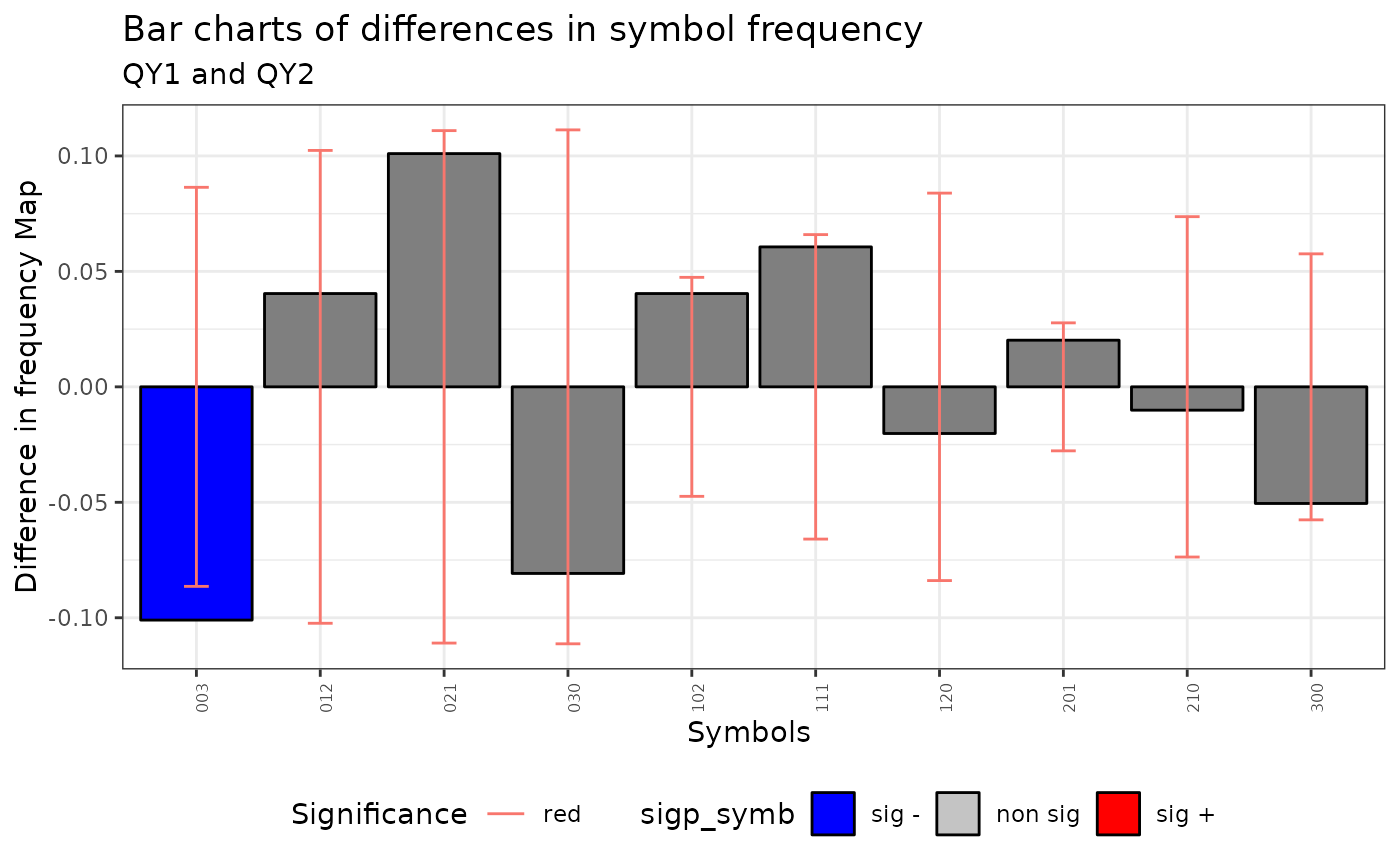 Bar charts of differences in symbol frequency
QY1 and QY2
Difference in frequency Map
0.10
0.05
0.00
-0.05
-0.10
003 012 021 030 102 111 120 201 210 300
Symbols
Significance red sigp_symb sig - non sig sig +